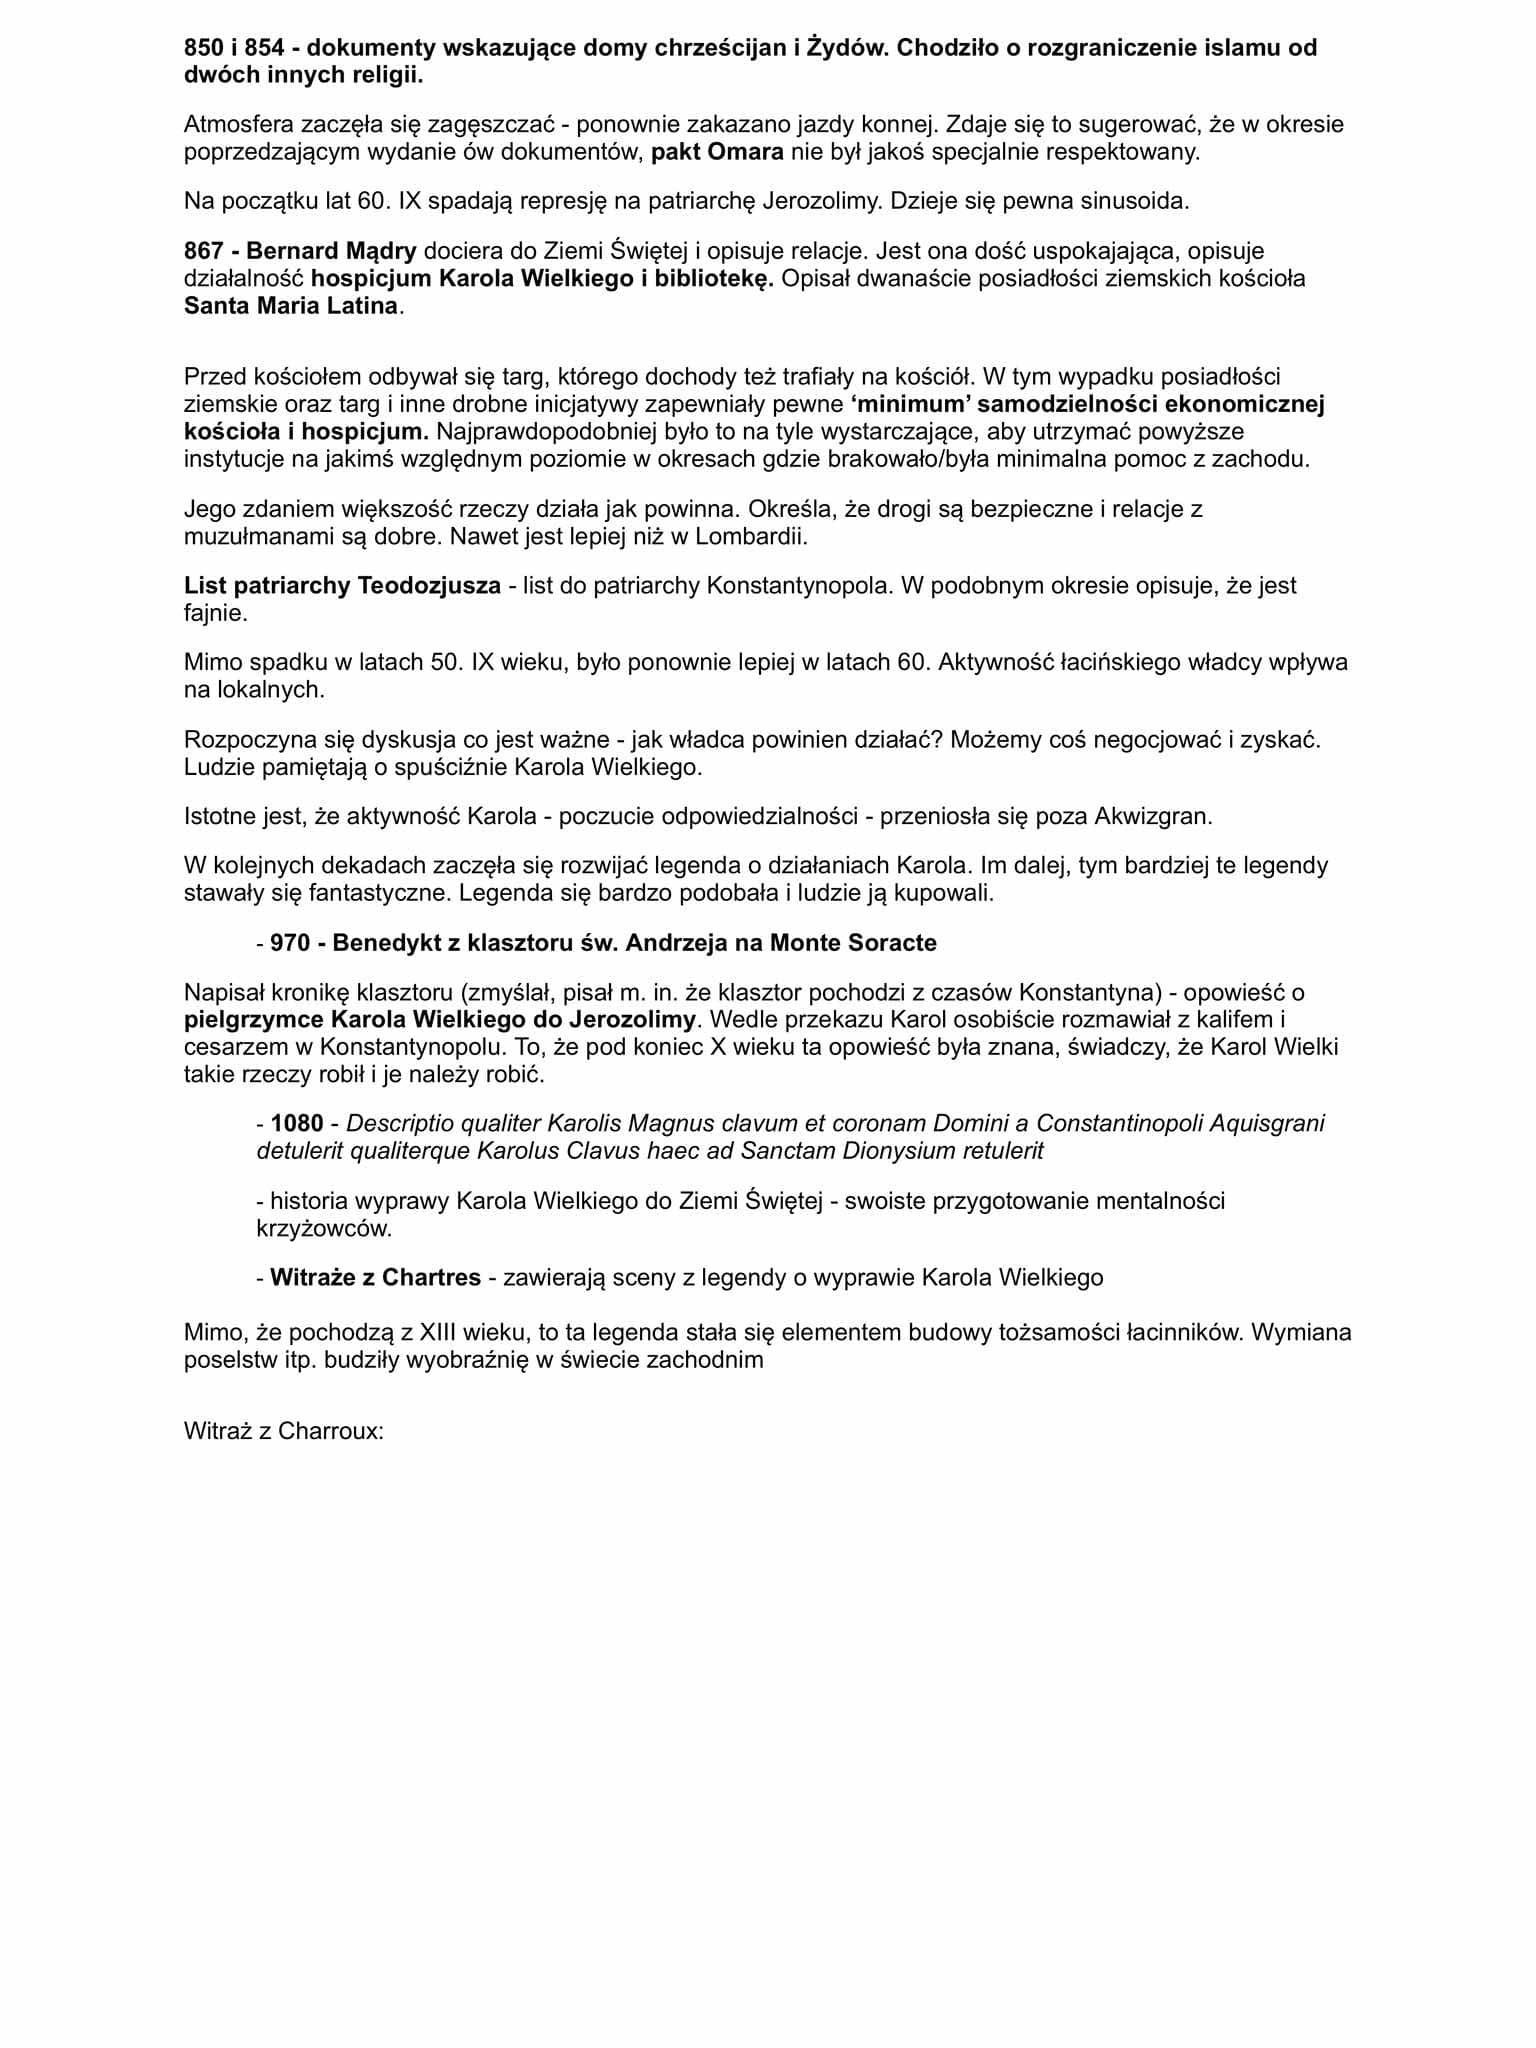 850 i 854 - dokumenty wskazujące domy chrześcijan i Żydów. Chodziło o rozgraniczenie islamu od
dwóch innych religii.
Atmosfera zaczęła się zagęszczać - ponownie zakazano jazdy konnej. Zdaje się to sugerować, że w okresie
poprzedzającym wydanie ów dokumentów, pakt Omara nie był jakoś specjalnie respektowany.
Na początku lat 60. IX spadają represję na patriarchę Jerozolimy. Dzieje się pewna sinusoida.
867 - Bernard Mądry dociera do Ziemi Świętej i opisuje relacje. Jest ona dość uspokajająca, opisuje
działalność hospicjum Karola Wielkiego i bibliotekę. Opisał dwanaście posiadłości ziemskich kościoła
Santa Maria Latina.
Przed kościołem odbywał się targ, którego dochody też trafiały na kościół. W tym wypadku posiadłości
ziemskie oraz targ i inne drobne inicjatywy zapewniały pewne ‘minimum’ samodzielności ekonomicznej
kościoła i hospicjum. Najprawdopodobniej było to na tyle wystarczające, aby utrzymać powyższe
instytucje na jakimś względnym poziomie w okresach gdzie brakowało/była minimalna pomoc z zachodu.
Jego zdaniem większość rzeczy działa jak powinna. Określa, że drogi są bezpieczne i relacje z
muzułmanami są dobre. Nawet jest lepiej niż w Lombardii.
List patriarchy Teodozjusza - list do patriarchy Konstantynopola. W podobnym okresie opisuje, że jest
fajnie.
Mimo spadku w latach 50. IX wieku, było ponownie lepiej w latach 60. Aktywność łacińskiego władcy wpływa
na lokalnych.
Rozpoczyna się dyskusja co jest ważne - jak władca powinien działać? Możemy coś negocjować i zyskać.
Ludzie pamiętają o spuściźnie Karola Wielkiego.
Istotne jest, że aktywność Karola - poczucie odpowiedzialności - przeniosła się poza Akwizgran.
W kolejnych dekadach zaczęła się rozwijać legenda o działaniach Karola. Im dalej, tym bardziej te legendy
stawały się fantastyczne. Legenda się bardzo podobała i ludzie ją kupowali.
- 970 - Benedykt z klasztoru św. Andrzeja na Monte Soracte
Napisał kronikę klasztoru (zmyślał, pisał m. in. że klasztor pochodzi z czasów Konstantyna) - opowieść o
pielgrzymce Karola Wielkiego do Jerozolimy. Wedle przekazu Karol osobiście rozmawiał z kalifem i
cesarzem w Konstantynopolu. To, że pod koniec X wieku ta opowieść była znana, świadczy, że Karol Wielki
takie rzeczy robił i je należy robić.
- 1080 - Descriptio qualiter Karolis Magnus clavum et coronam Domini a Constantinopoli Aquisgrani
detulerit qualiterque Karolus Clavus haec ad Sanctam Dionysium retulerit
- historia wyprawy Karola Wielkiego do Ziemi Świętej - swoiste przygotowanie mentalności
krzyżowców.
- Witraże z Chartres - zawierają sceny z legendy o wyprawie Karola Wielkiego
Mimo, że pochodzą z XIII wieku, to ta legenda stała się elementem budowy tożsamości łacinników. Wymiana
poselstw itp. budziły wyobraźnię w świecie zachodnim
Witraż z Charroux: